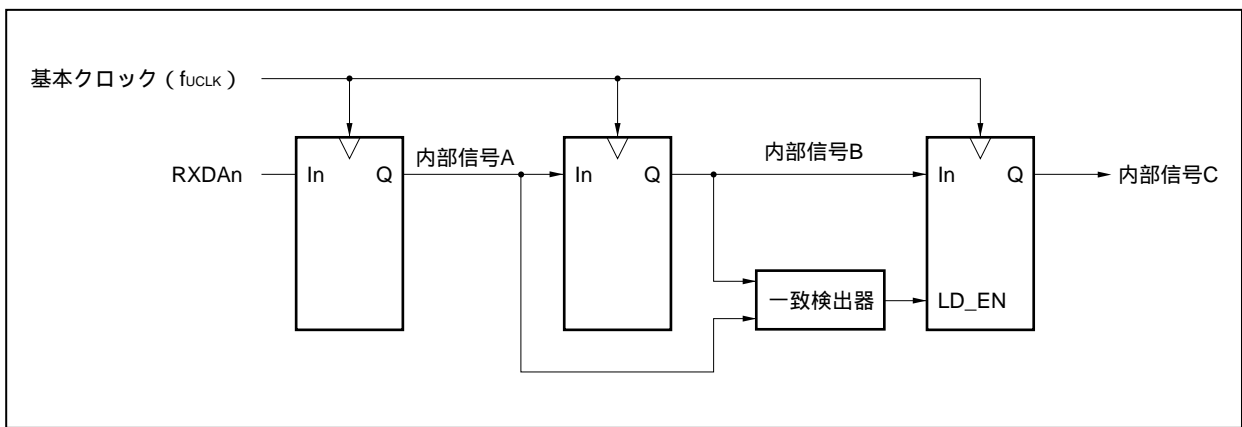 基本クロック（fUCLK）
RXDAn
In
Q
内部信号A
In
Q
内部信号B
In
Q
内部信号C
一致検出器
LD_EN